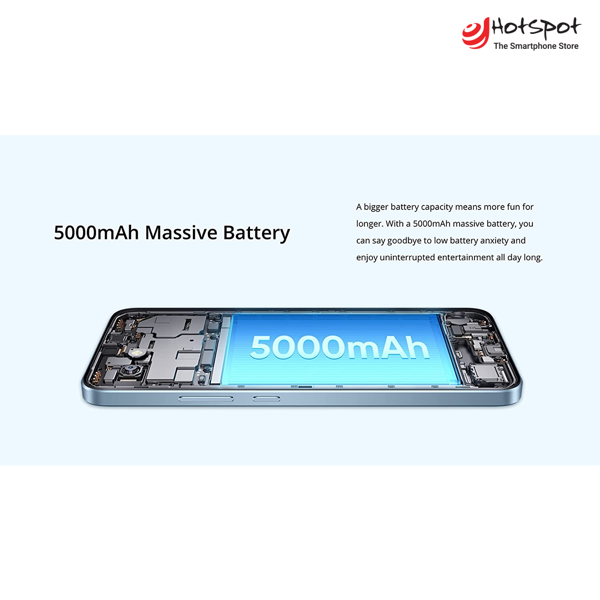 Hotspot
The Smartphone Store
5000mAh Massive Battery
A bigger battery capacity means more fun for
longer. With a 5000mAh massive battery, you
can say goodbye to low battery anxiety and
enjoy uninterrupted entertainment all day long.
5000mAh